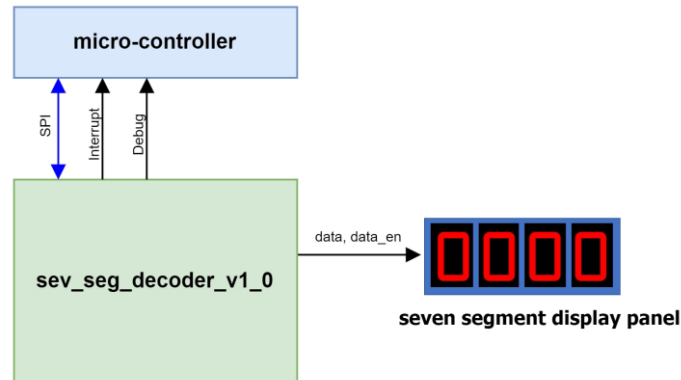 micro-controller
SPI
Interrupt
Debug
data, data_en
0000
sev_seg_decoder_v1_0
seven segment display panel